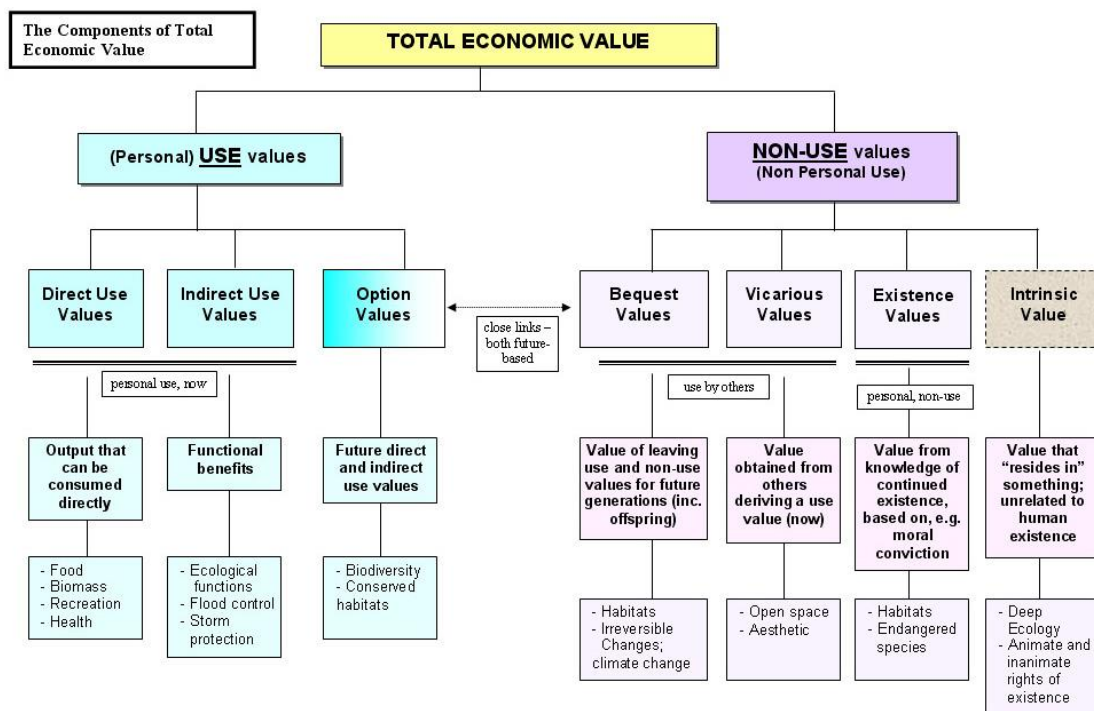 The Components of Total
Economic Value
TOTAL ECONOMIC VALUE
(Personal) USE values
NON-USE values
(Non Personal Use)
Direct Use
Values
Indirect Use
Values
Option
Values
close links –
both future-
based
Bequest
Values
Vicarious
Values
Existence
Values
Intrinsic
Value
personal use, now
use by others
personal, non-use
Output that
can be
consumed
directly
Functional
benefits
Future direct
and indirect
use values
Value of leaving
use and non-use
values for future
generations (inc.
offspring)
Value
obtained from
others
deriving a use
value (now)
Value from
knowledge of
continued
existence,
based on, e.g.
moral
conviction
Value that
“resides in”
something;
unrelated to
human
existence
- Food
- Biomass
- Recreation
- Health
- Ecological
functions
- Flood control
- Storm
protection
- Biodiversity
- Conserved
habitats
- Habitats
- Irreversible
Changes;
climate change
- Open space
- Aesthetic
- Habitats
- Endangered
species
- Deep
Ecology
- Animate and
inanimate
rights of
existence